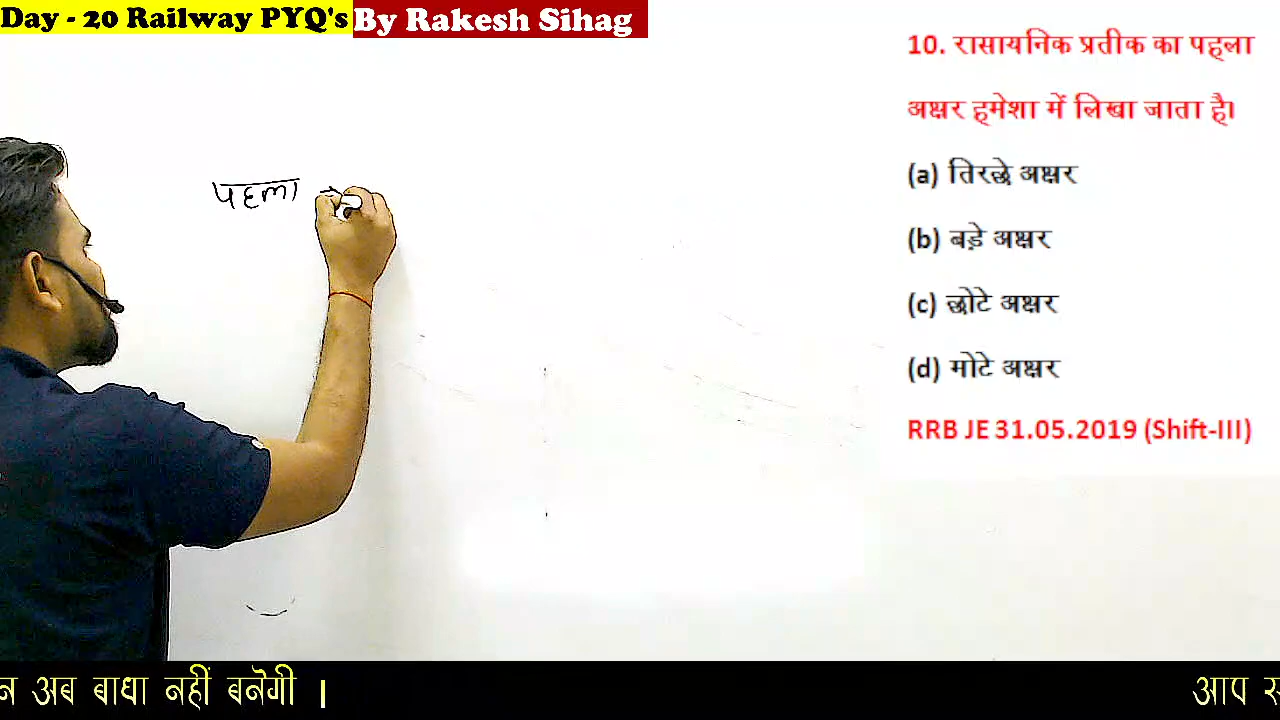 Day - 20 Railway PYQ's By Rakesh Sihag
10. रासायनिक प्रतीक का पहला
अक्षर हमेशा में लिखा जाता है।
(a) तिरछे अक्षर
(b) बड़े अक्षर
(c) छोटे अक्षर
(d) मोटे अक्षर
RRB JE 31.05.2019 (Shift-III)
पहला
न अब बाधा नहीं बनेगी । आप स